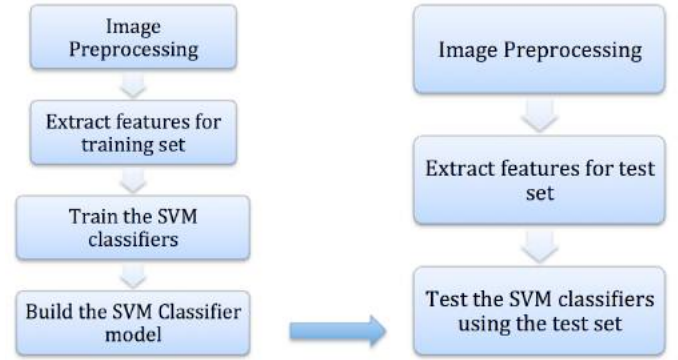 Image
Preprocessing
Extract features for
training set
Train the SVM
classifiers
Build the SVM Classifier
model
Image Preprocessing
Extract features for test
set
Test the SVM classifiers
using the test set